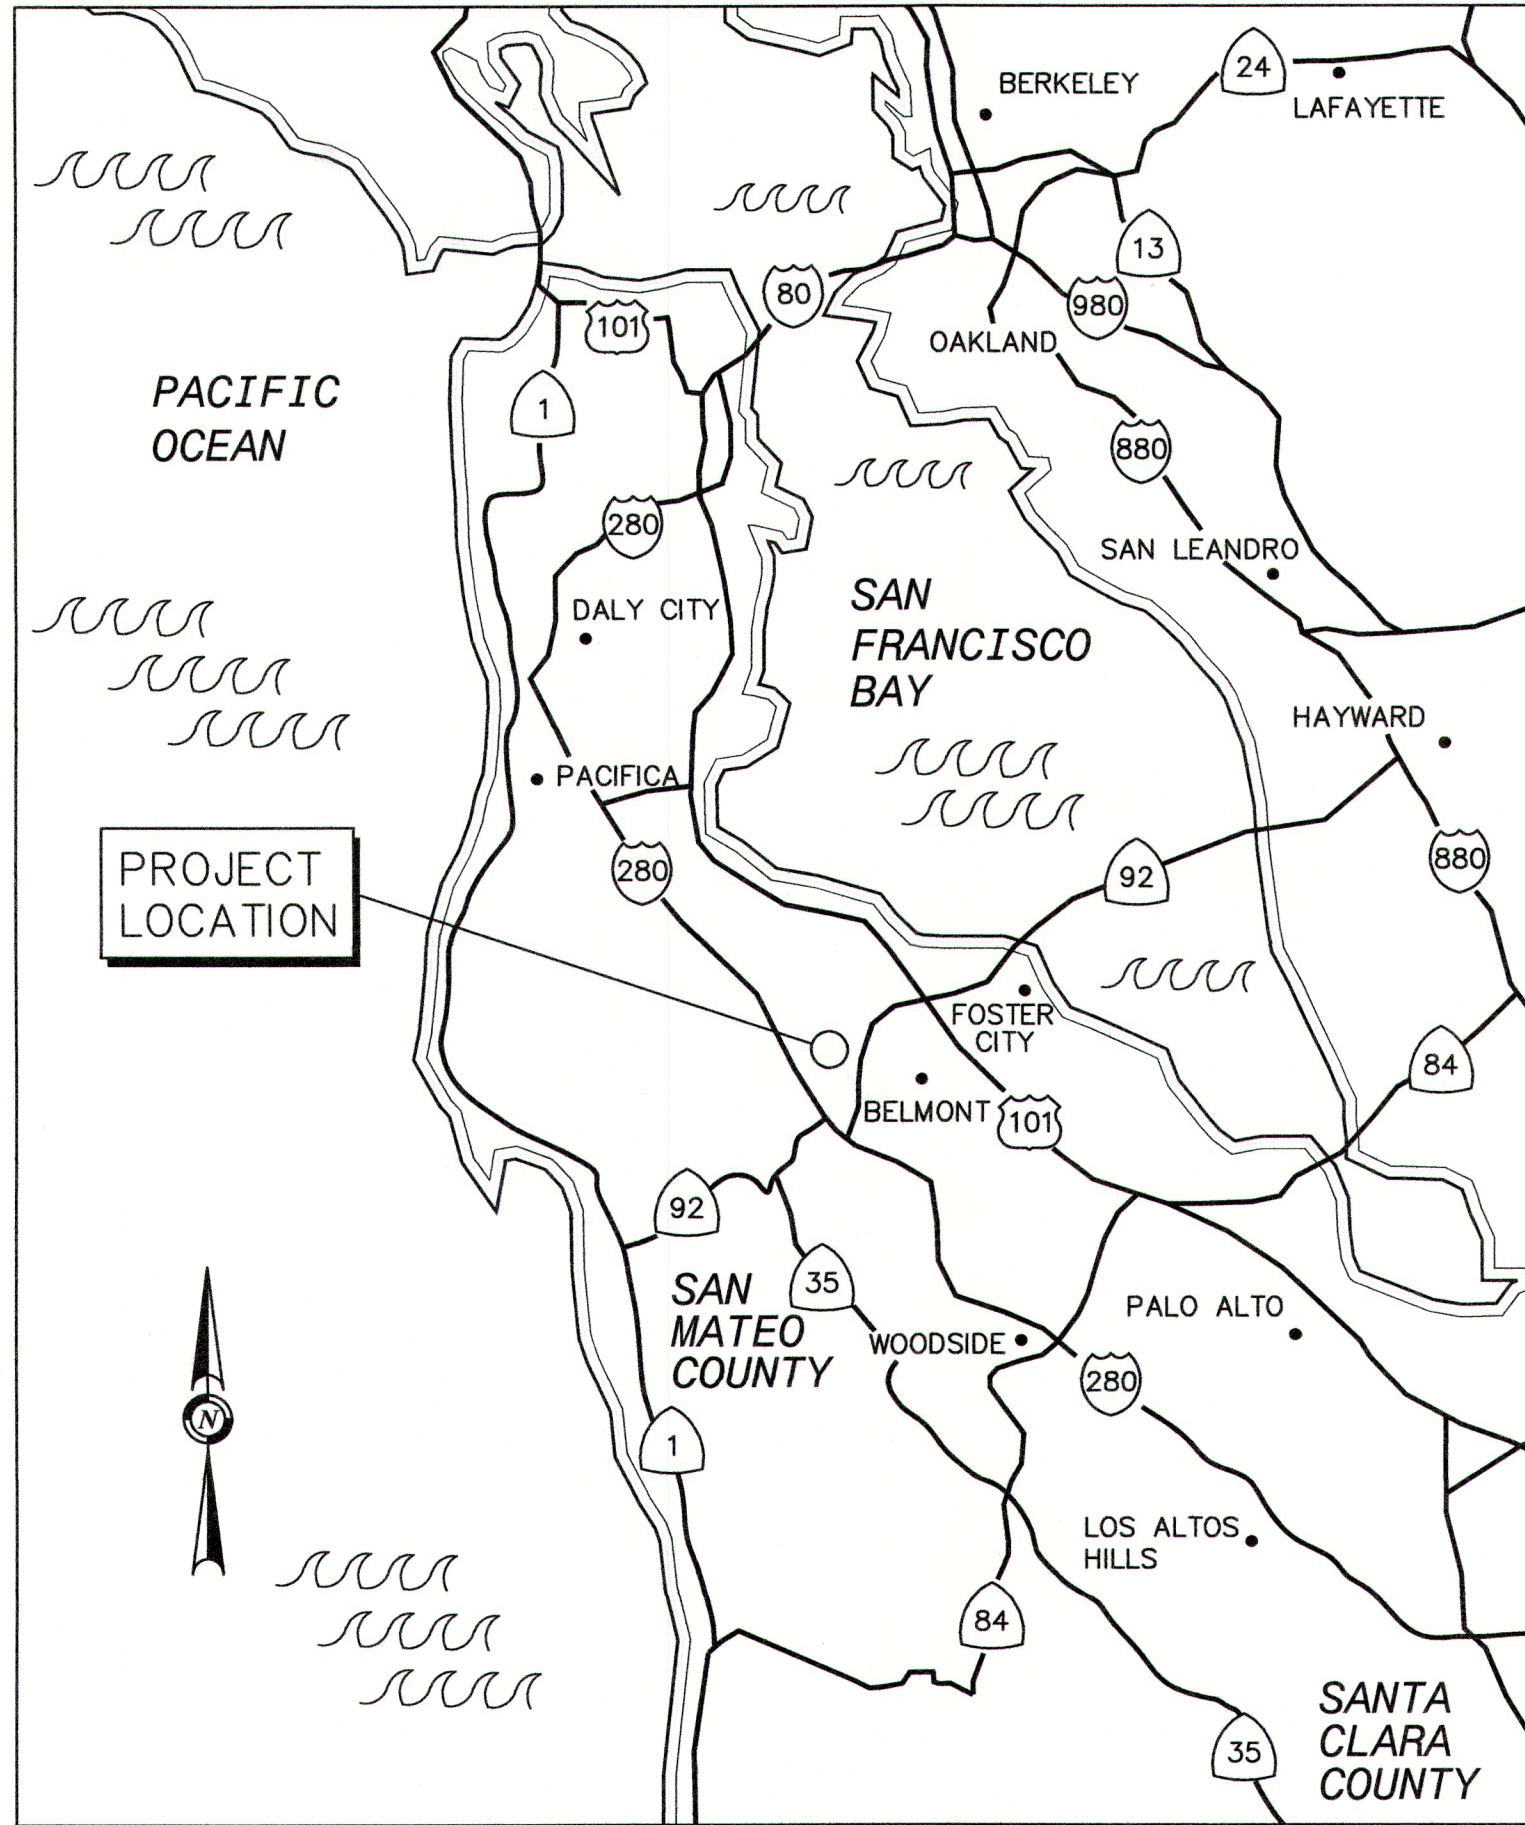 24
BERKELEY
LAFAYETTE
13
80
980
101
OAKLAND
PACIFIC
OCEAN
1
880
280
SAN LEANDRO
SAN
FRANCISCO
BAY
DALY CITY
HAYWARD
PACIFICA
PROJECT
LOCATION
280
92
880
FOSTER
CITY
84
BELMONT
101
92
35
SAN
MATEO
COUNTY
PALO ALTO
WOODSIDE
280
N
1
LOS ALTOS
HILLS
84
35
SANTA
CLARA
COUNTY